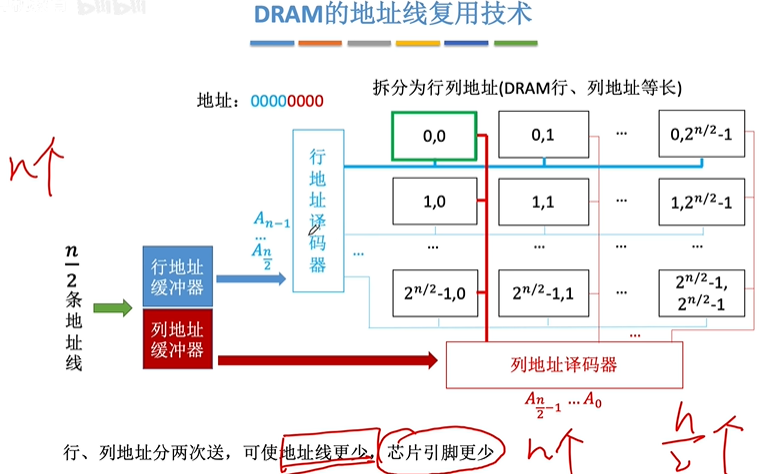 bilibili
DRAM的地址线复用技术
地址：00000000
拆分为行列地址(DRAM行、列地址等长)
n个
行地址译码器
0,0
0,1
...
0,2^{n/2}-1
A_{n-1}
...
A_{\frac{n}{2}}
1,0
1,1
...
1,2^{n/2}-1
...
...
...
...
...
\frac{n}{2}条地址线
行地址缓冲器
列地址缓冲器
2^{n/2}-1,0
2^{n/2}-1,1
...
2^{n/2}-1,
2^{n/2}-1
...
列地址译码器
A_{\frac{n}{2}-1} … A_0
行、列地址分两次送，可使地址线更少，芯片引脚更少
n个
\frac{n}{2}个